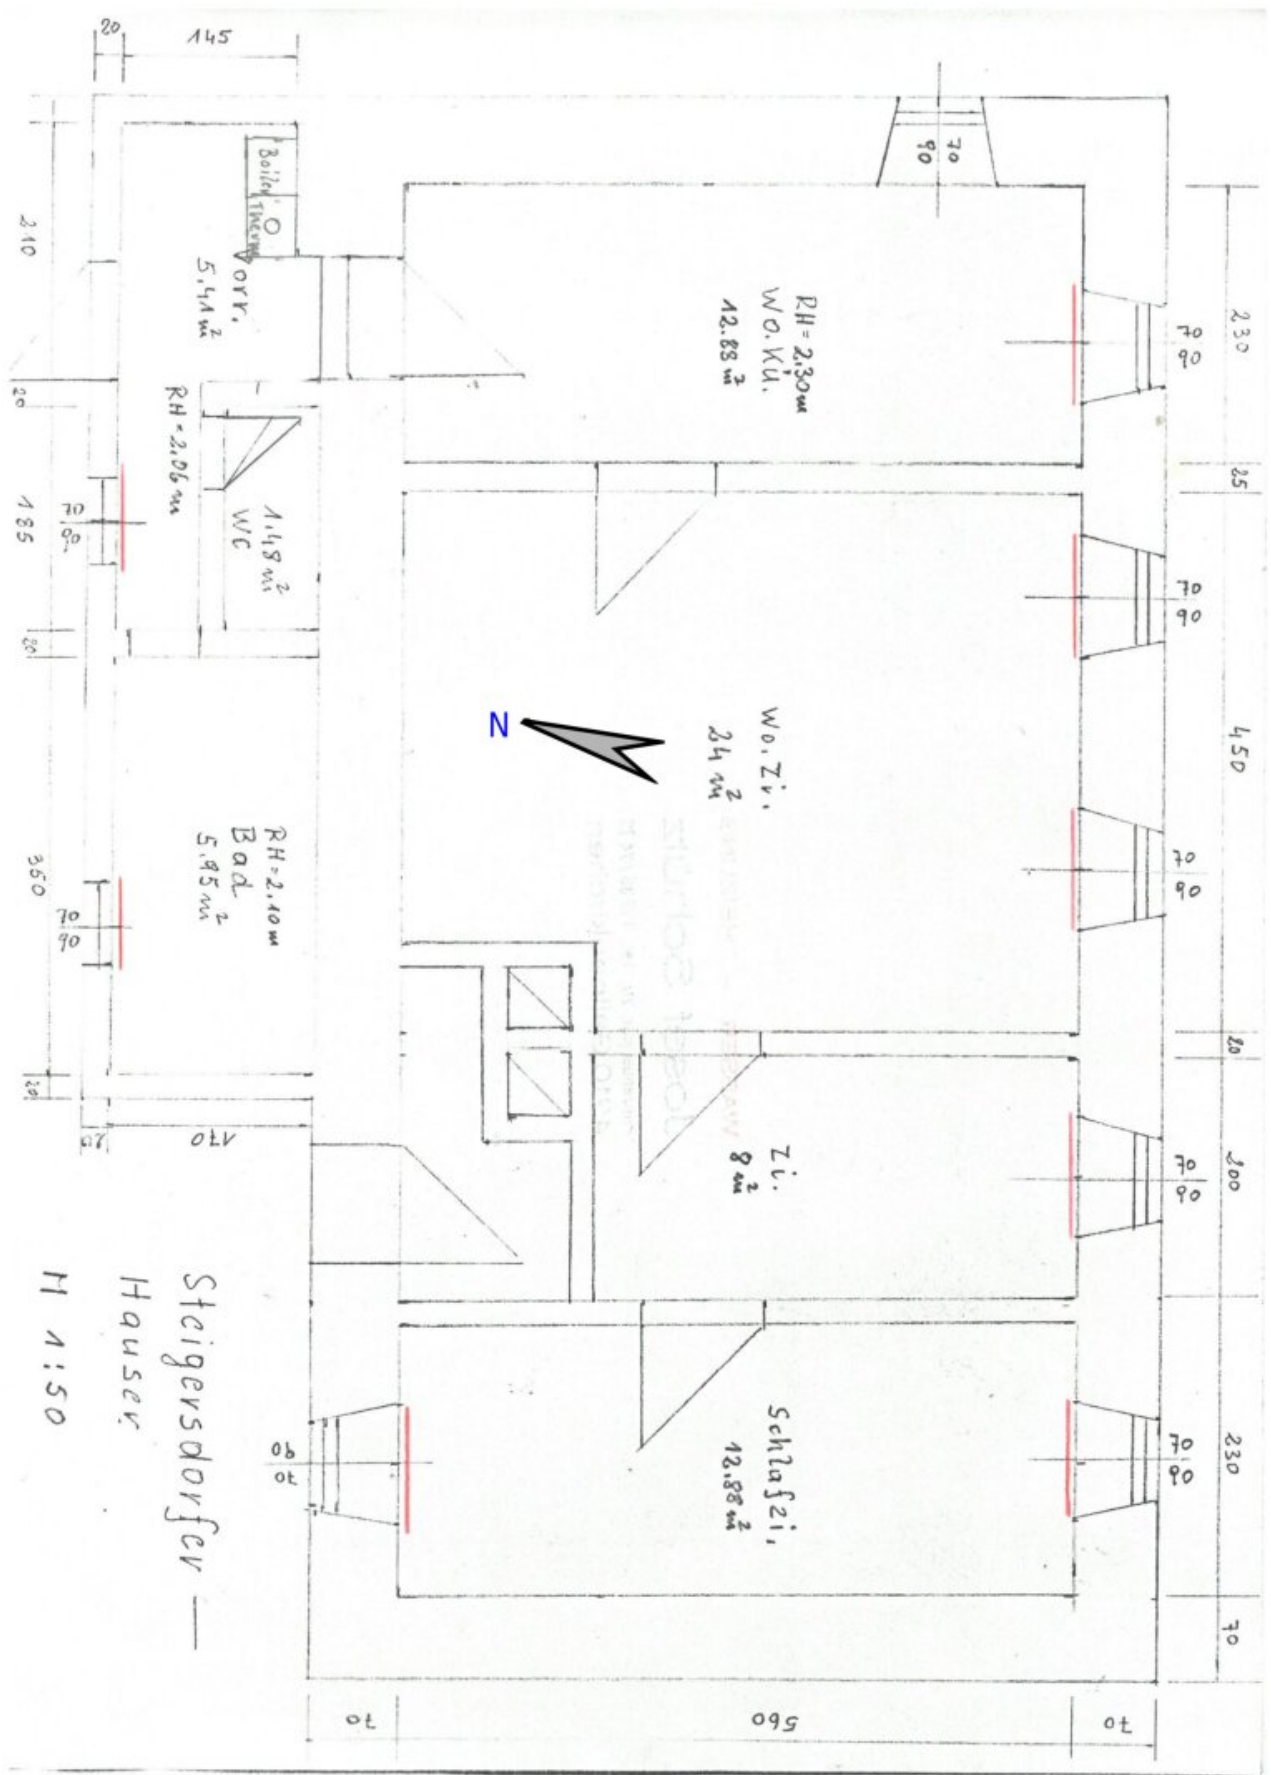 20
145
210
20
185
20
350
20
Boiler
Therm
Vorr.
5.41 m²
RH = 2.06 m
1.48 m²
WC
70
90
RH = 2.10 m
Bad
5.95 m²
70
90
20
170
70
90
RH = 2.30 m
WO. KÜ.
12.88 m²
70
90
70
90
70
90
N
Wo. Zi.
24 m²
Zi.
8 m²
70
90
Schlafzi.
12.88 m²
70
90
70
90
230
25
450
20
200
230
70
70
560
70
Steigersdorfer —
Hauser
M 1:50